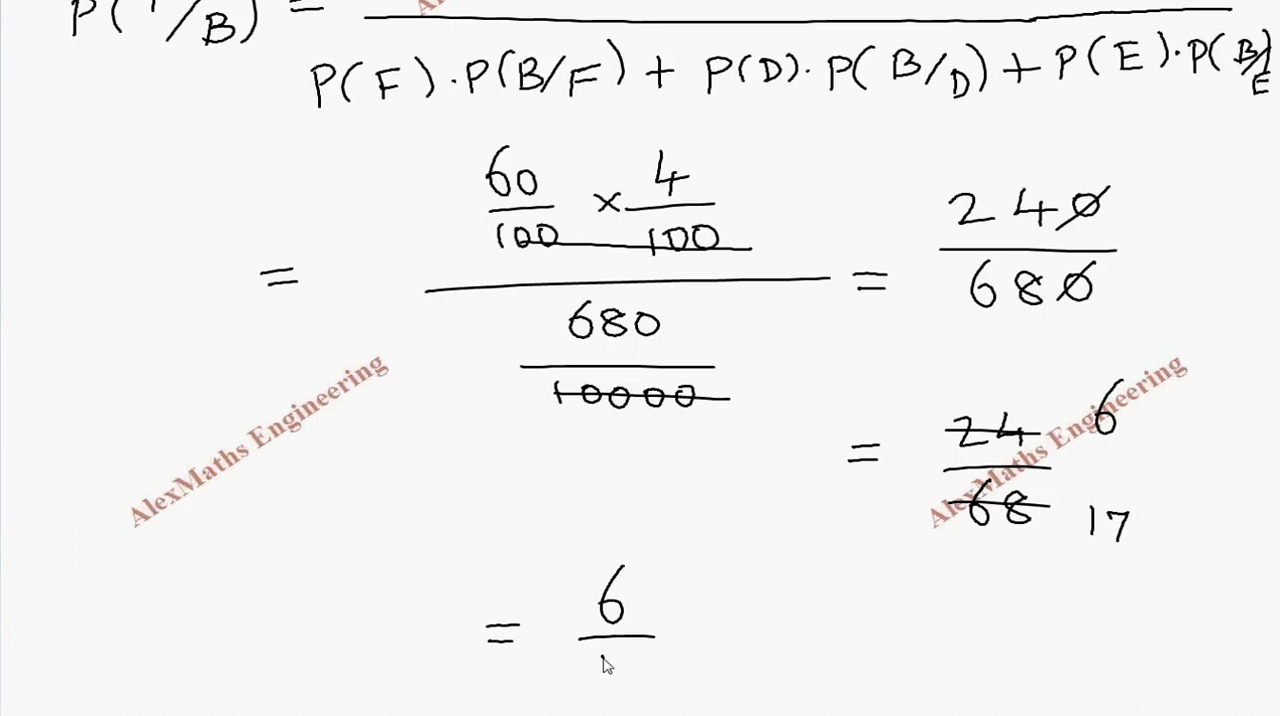 P( /B) =
P(F).P(B/F) + P(D).P(B/D) + P(E).P(B/E
60/100 × 4/100
= 680/10000 = 240/680
= 24/68 6 17
AlexMaths Engineering AlexMaths Engineering
= 6